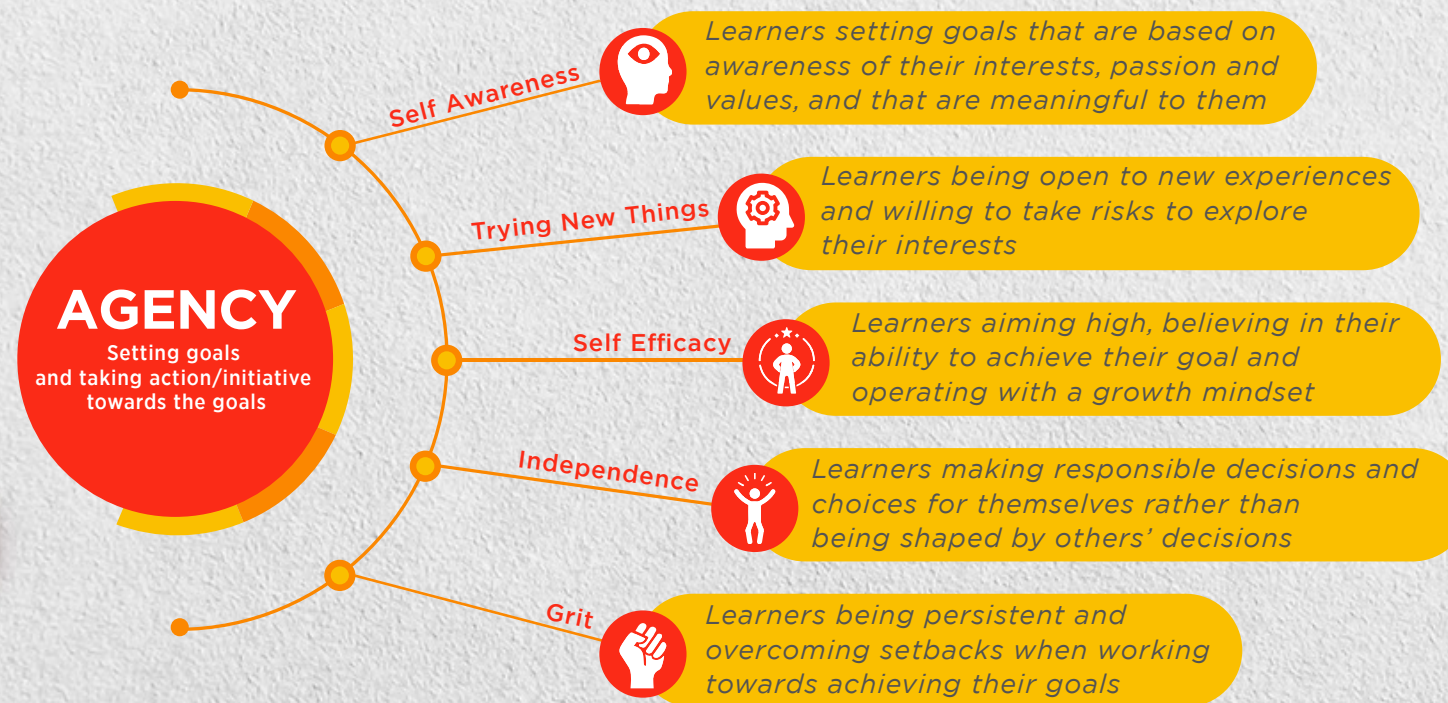 AGENCY
Setting goals
and taking action/initiative
towards the goals
Self Awareness
Learners setting goals that are based on
awareness of their interests, passion and
values, and that are meaningful to them
Trying New Things
Learners being open to new experiences
and willing to take risks to explore
their interests
Self Efficacy
Learners aiming high, believing in their
ability to achieve their goal and
operating with a growth mindset
Independence
Learners making responsible decisions and
choices for themselves rather than
being shaped by others’ decisions
Grit
Learners being persistent and
overcoming setbacks when working
towards achieving their goals